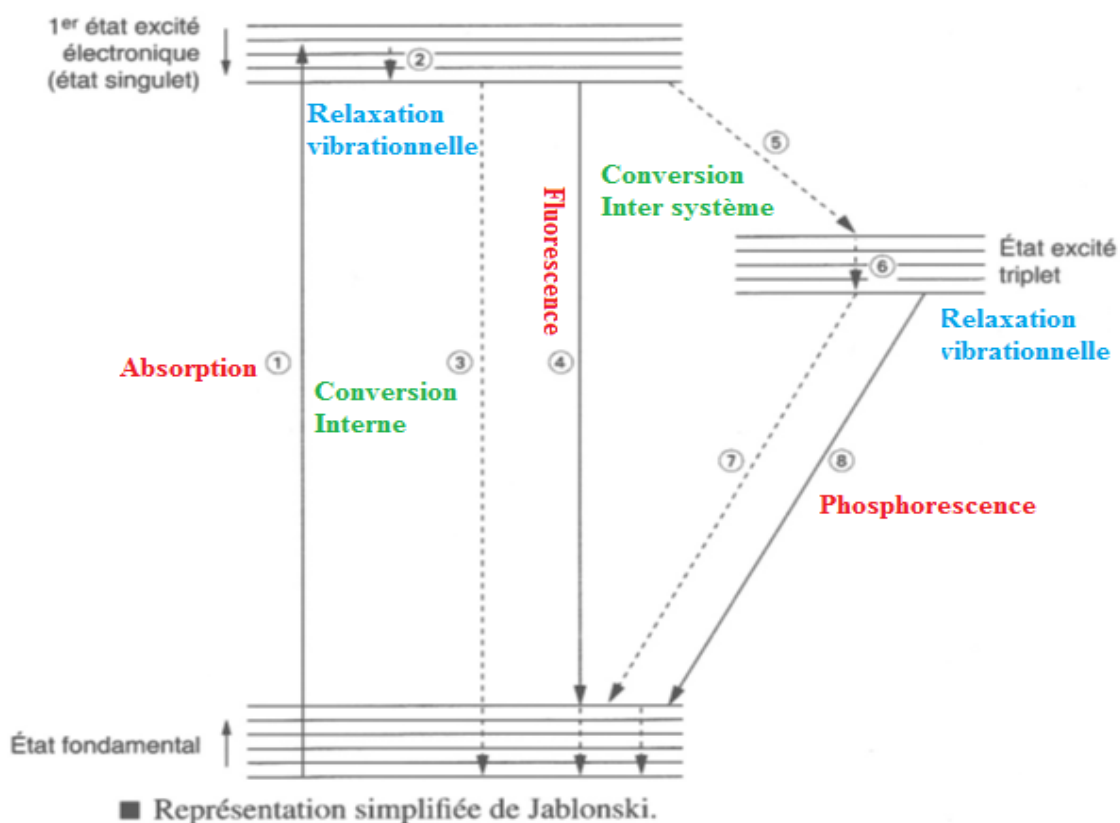 1er état excité
électronique
(état singulet)
②
Relaxation
vibrationnelle
⑤
Conversion
Inter système
Fluorescence
État excité
triplet
⑥
Relaxation
vibrationnelle
Absorption ①
③
④
Conversion
Interne
⑦
⑧
Phosphorescence
État fondamental
■ Représentation simplifiée de Jablonski.